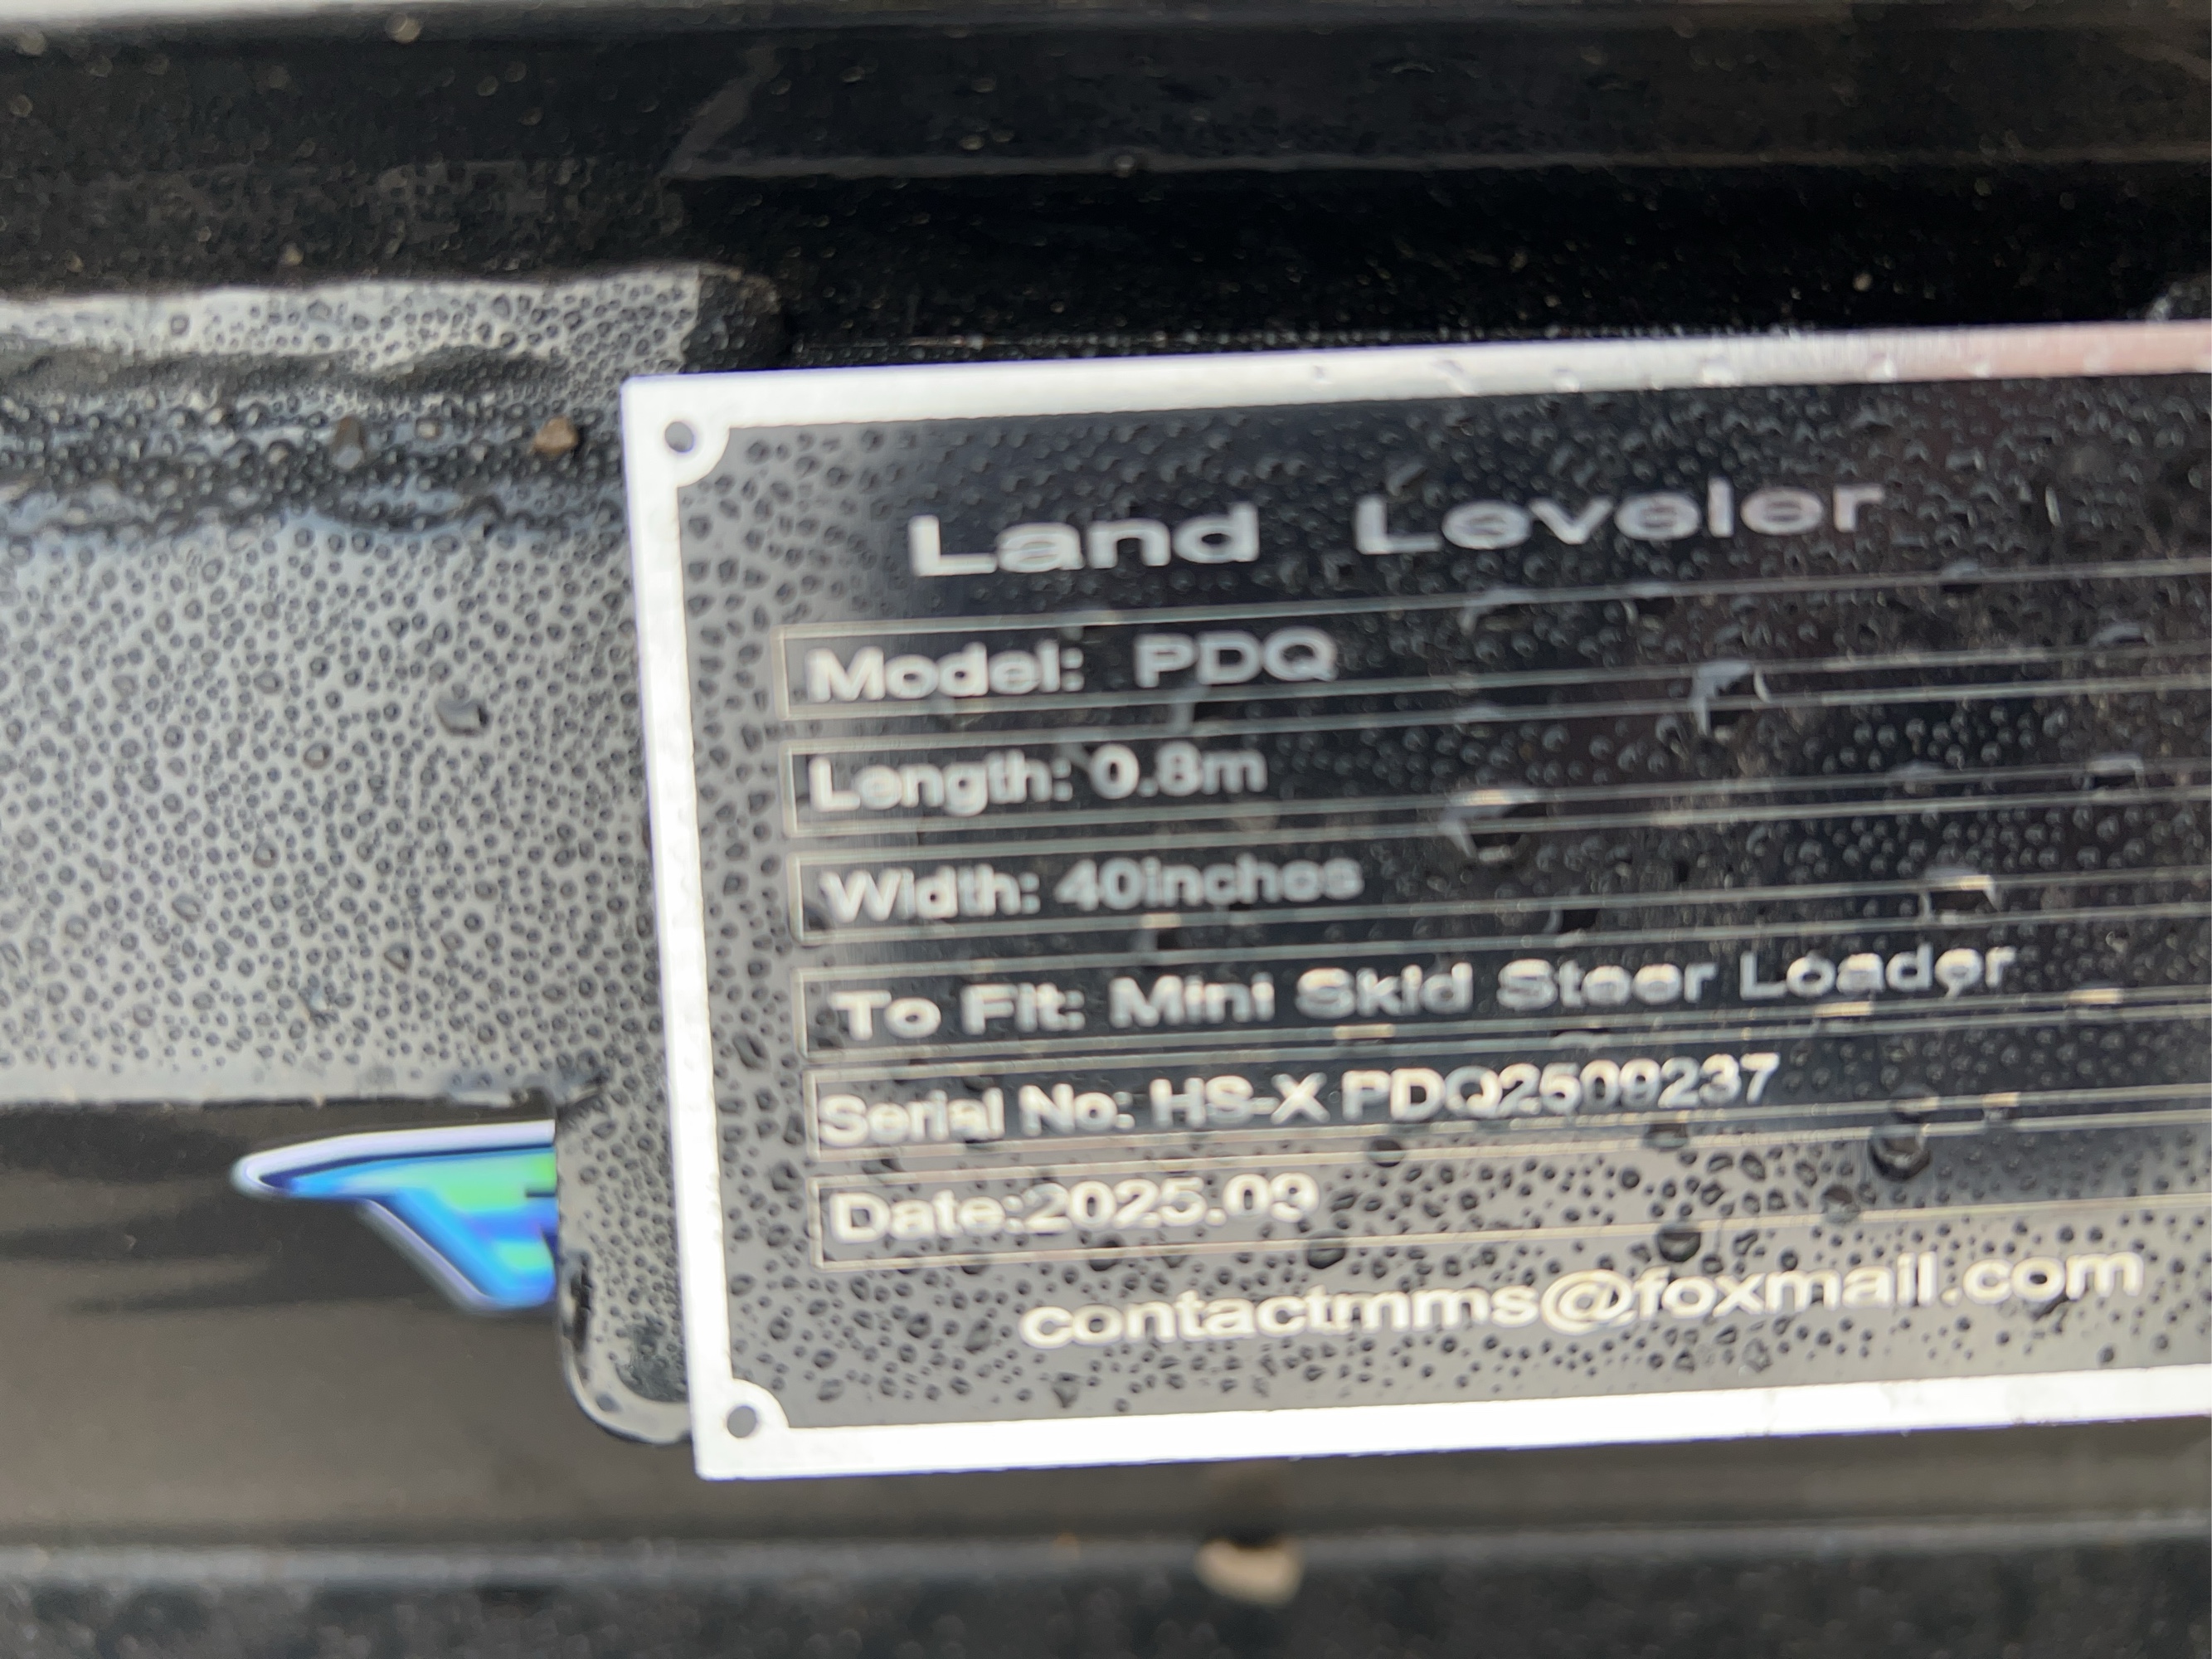 Land Leveler
Model: PDQ
Length: 0.8m
Width: 40inches
To Fit: Mini Skid Steer Loader
Serial No: HS-X PDQ2509237
Date:2025.09
contactmms@foxmail.com